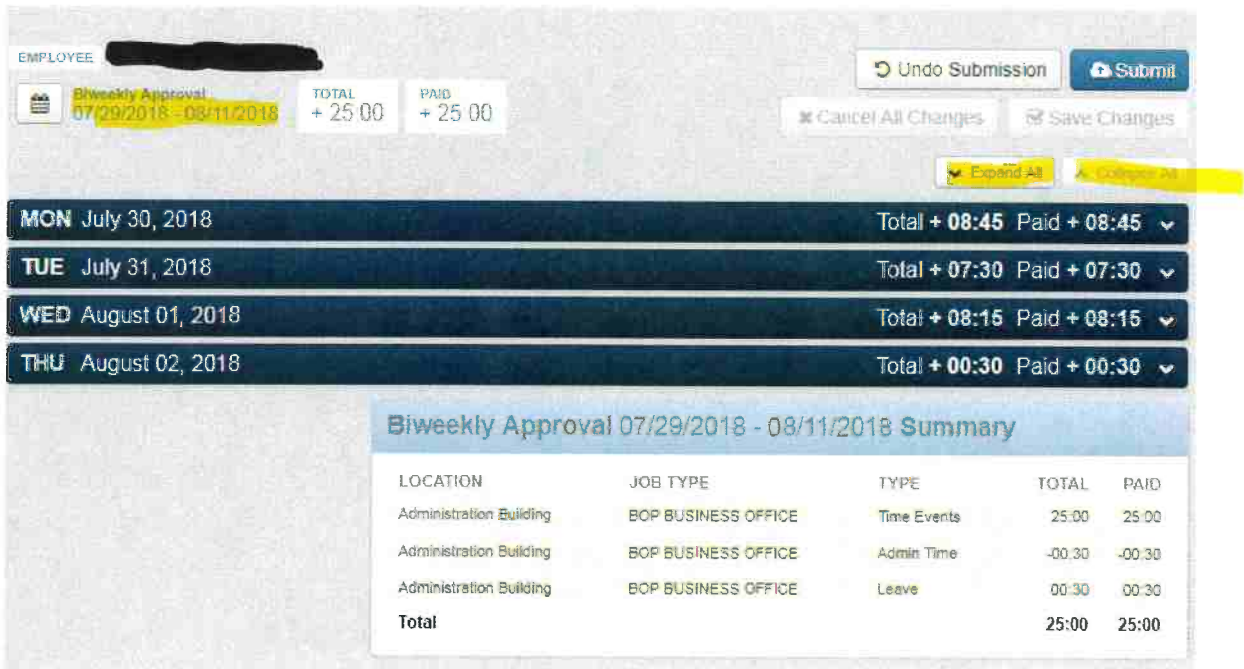 EMPLOYEE
Undo Submission Submit
Biweekly Approval
07/29/2018 - 08/11/2018
TOTAL
+ 25:00
PAID
+ 25:00
Cancel All Changes Save Changes
Expand All Collapse All
MON July 30, 2018 Total + 08:45 Paid + 08:45
TUE July 31, 2018 Total + 07:30 Paid + 07:30
WED August 01, 2018 Total + 08:15 Paid + 08:15
THU August 02, 2018 Total + 00:30 Paid + 00:30
Biweekly Approval 07/29/2018 - 08/11/2018 Summary
LOCATION JOB TYPE TYPE TOTAL PAID
Administration Building BOP BUSINESS OFFICE Time Events 25:00 25:00
Administration Building BOP BUSINESS OFFICE Admin Time -00:30 -00:30
Administration Building BOP BUSINESS OFFICE Leave 00:30 00:30
Total 25:00 25:00